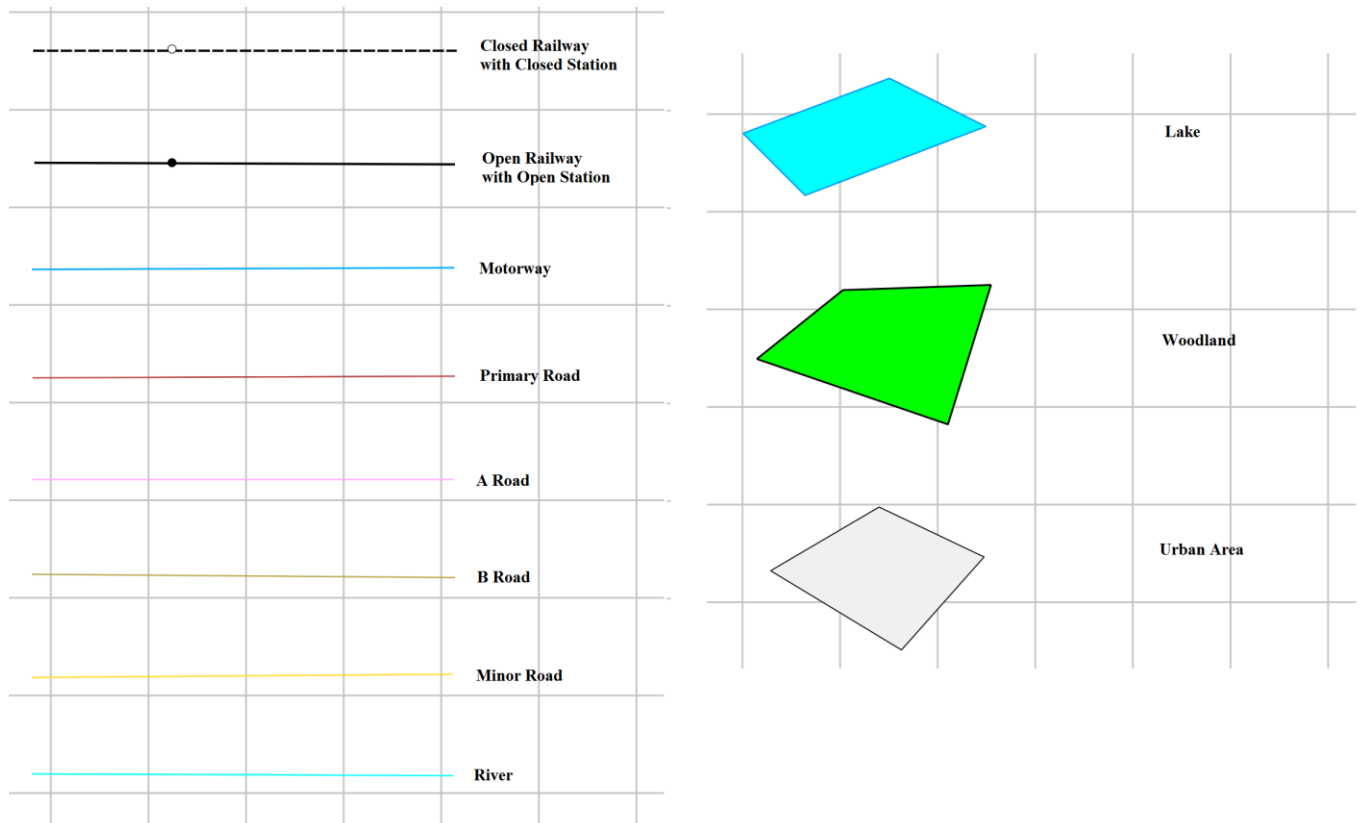 Closed Railway
with Closed Station
Open Railway
with Open Station
Motorway
Primary Road
A Road
B Road
Minor Road
River
Lake
Woodland
Urban Area